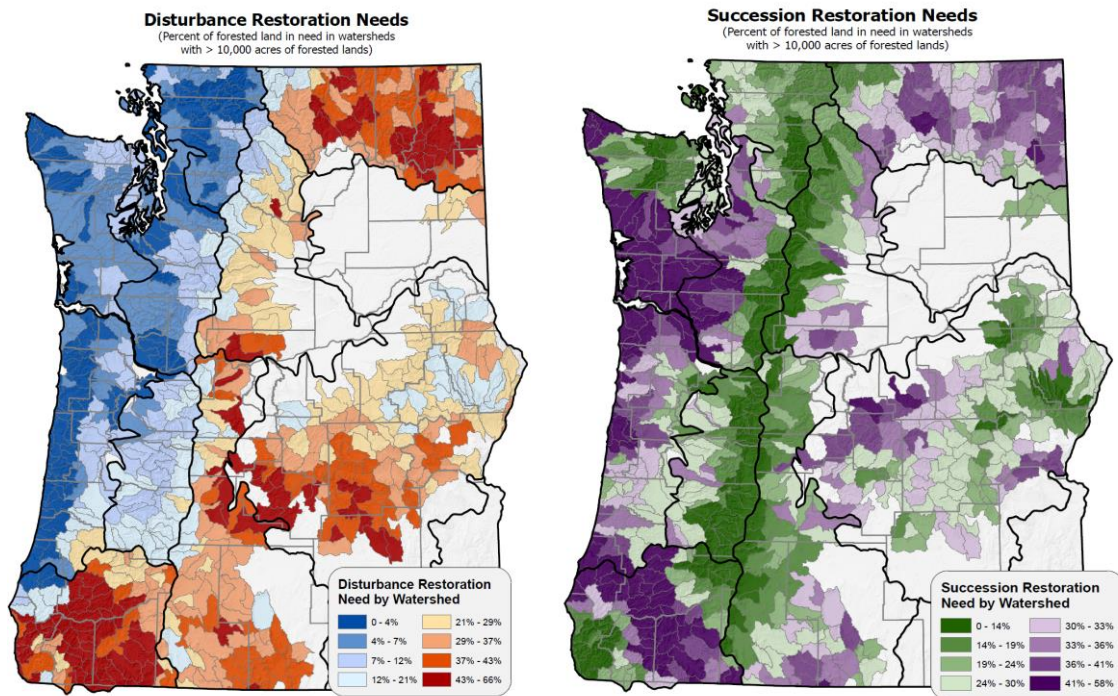 Disturbance Restoration Needs
(Percent of forested land in need in watersheds
with > 10,000 acres of forested lands)
Disturbance Restoration
Need by Watershed
0 - 4%
4% - 7%
7% - 12%
12% - 21%
21% - 29%
29% - 37%
37% - 43%
43% - 66%
Succession Restoration Needs
(Percent of forested land in need in watersheds
with > 10,000 acres of forested lands)
Succession Restoration
Need by Watershed
0 - 14%
14% - 19%
19% - 24%
24% - 30%
30% - 33%
33% - 36%
36% - 41%
41% - 58%